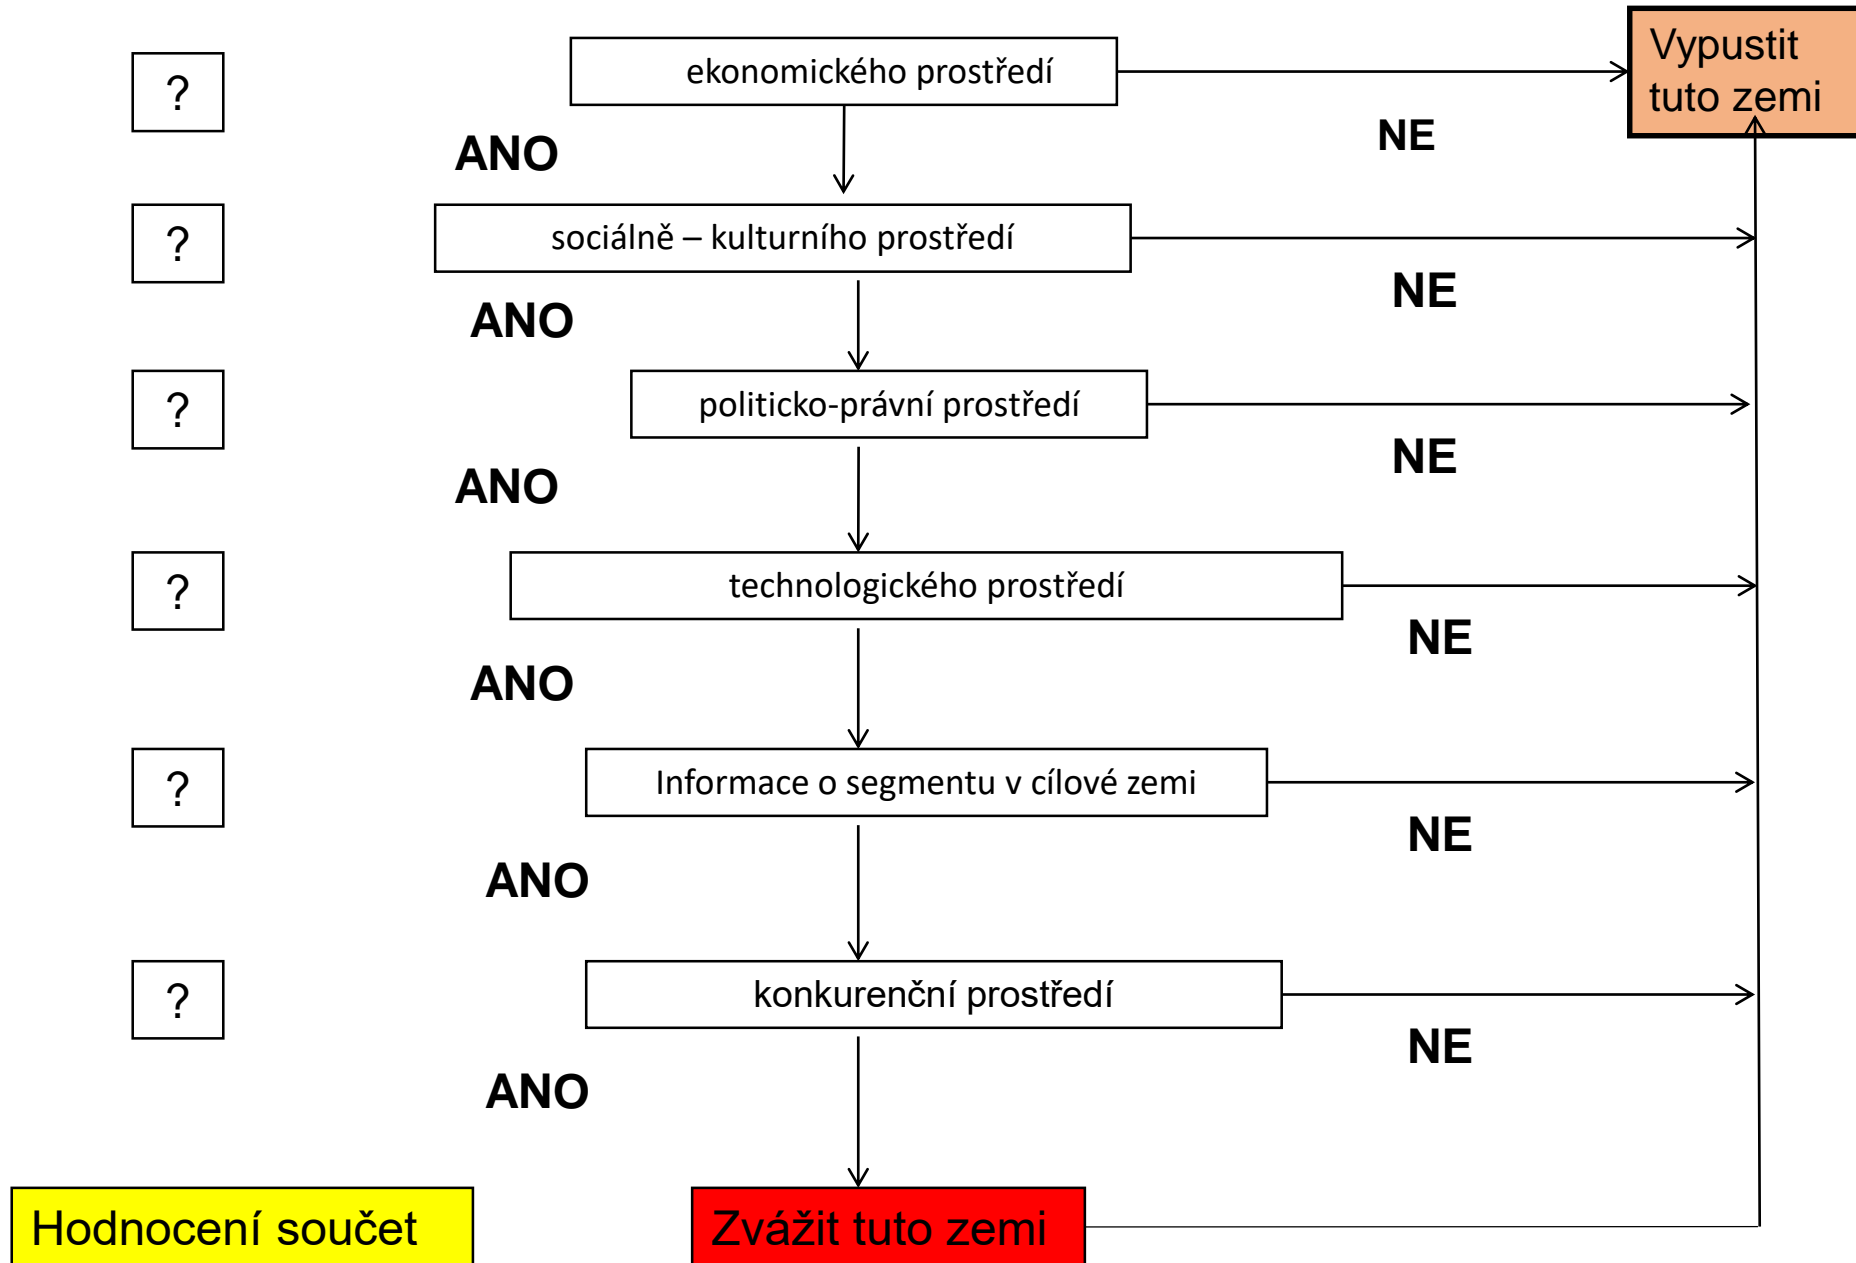 ?
ekonomického prostředí
Vypustit
tuto zemi
ANO
NE
?
sociálně – kulturního prostředí
ANO
NE
?
politicko-právní prostředí
ANO
NE
?
technologického prostředí
ANO
NE
?
Informace o segmentu v cílové zemi
ANO
NE
?
konkurenční prostředí
ANO
NE
Hodnocení součet
Zvážit tuto zemi